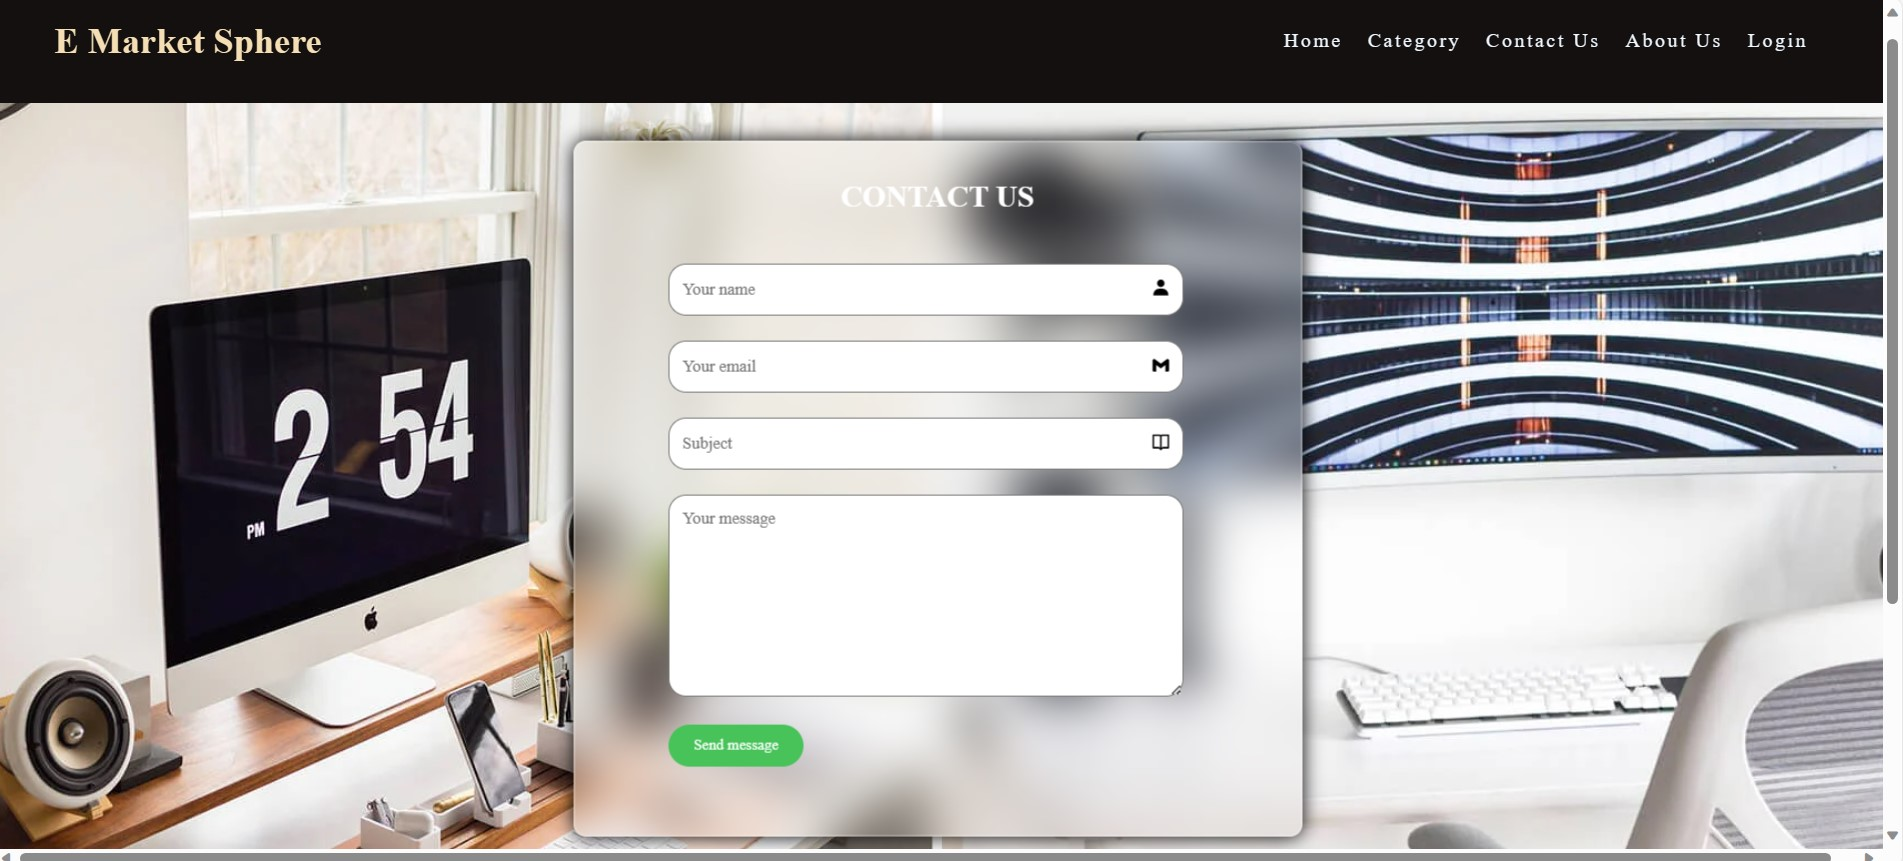 E Market Sphere
Home Category Contact Us About Us Login
CONTACT US
Your name
Your email
Subject
Your message
Send message
2 54
PM